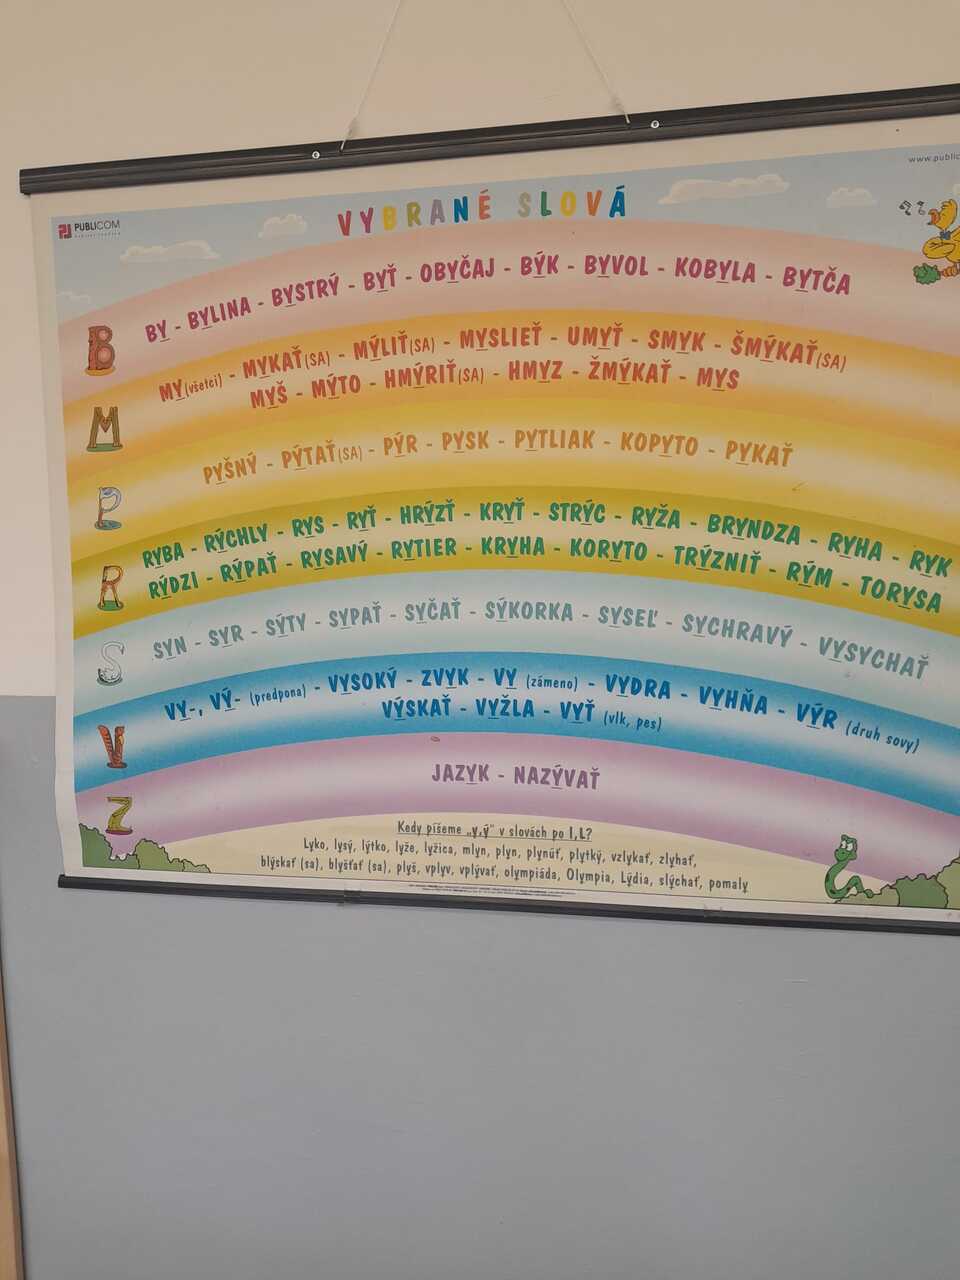 www.public
PUBLICOM
VYBRANÉ SLOVÁ
B
BY - BYLINA - BYSTRÝ - BYŤ - OBYČAJ - BÝK - BYVOL - KOBYLA - BYTČA
M
MY (všetci) - MYKAŤ (SA) - MÝLIŤ (SA) - MYSLIEŤ - UMYŤ - SMYK - ŠMÝKAŤ (SA)
MYŠ - MÝTO - HMÝRIŤ (SA) - HMYZ - ŽMÝKAŤ - MYS
P
PYŠNÝ - PÝTAŤ (SA) - PÝR - PYSK - PYTLIAK - KOPYTO - PYKAŤ
R
RYBA - RÝCHLY - RYS - RYŤ - HRÝZŤ - KRYŤ - STRÝC - RYŽA - BRYNDZA - RYHA - RYK
RÝDZI - RÝPAŤ - RYSAVÝ - RYTIER - KRYHA - KORYTO - TRÝZNIŤ - RÝM - TORYSA
S
SYN - SYR - SÝTY - SYPAŤ - SYČAŤ - SÝKORKA - SYSEĽ - SYCHRAVÝ - VYSYCHAŤ
V
VY-, VÝ- (predpona) - VYSOKÝ - ZVYK - VY (zámeno) - VYDRA - VYHŇA - VÝR (druh sovy)
VÝSKAŤ - VYŽLA - VYŤ (vlk, pes)
Z
JAZYK - NAZÝVAŤ
Kedy píšeme „y,ý" v slovách po l,ĺ?
Lyko, lysý, lýtko, lyže, lyžica, mlyn, plyn, plynúť, plytký, vzlykať, zlyhať,
blýskať (sa), blyšťať (sa), plyš, vplyv, vplývať, olympiáda, Olympia, Lýdia, slýchať, pomaly